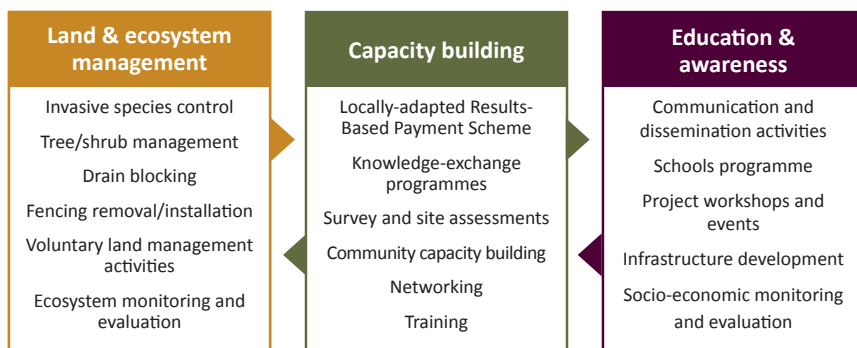 Land & ecosystem
management
Invasive species control
Tree/shrub management
Drain blocking
Fencing removal/installation
Voluntary land management
activities
Ecosystem monitoring and
evaluation
Capacity building
Locally-adapted Results-
Based Payment Scheme
Knowledge-exchange
programmes
Survey and site assessments
Community capacity building
Networking
Training
Education &
awareness
Communication and
dissemination activities
Schools programme
Project workshops and
events
Infrastructure development
Socio-economic monitoring
and evaluation